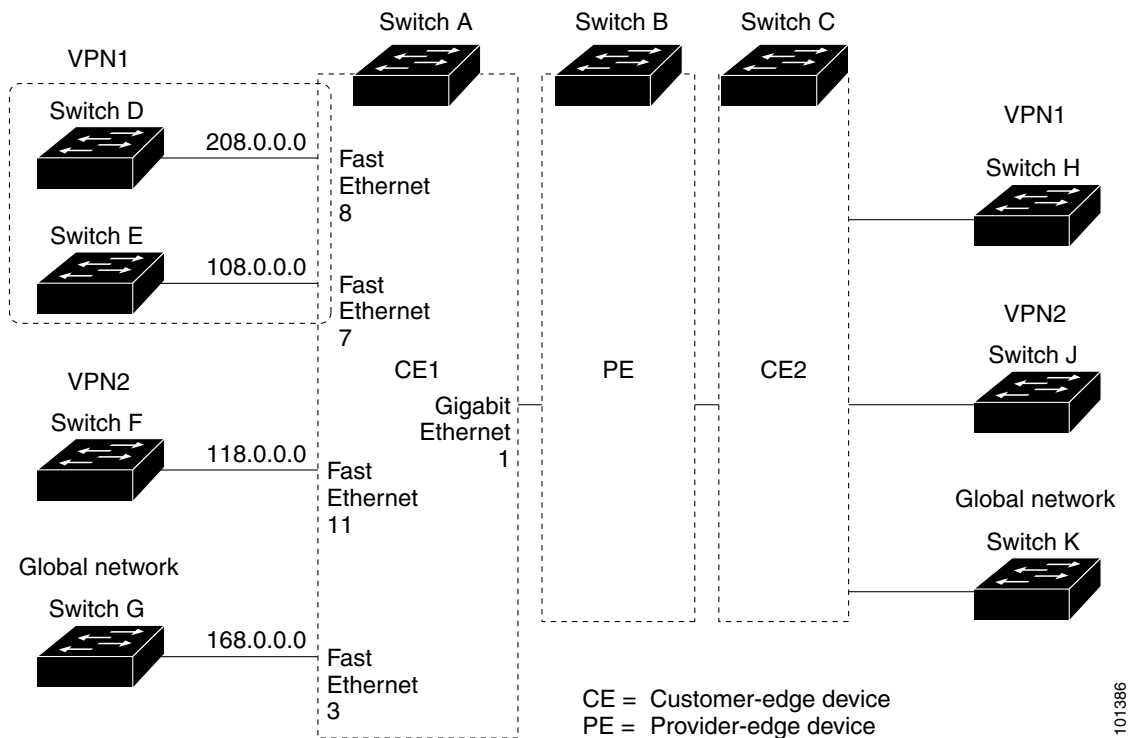 Switch A
Switch B
Switch C
VPN1
Switch D
208.0.0.0
Fast
Ethernet
8
Switch E
108.0.0.0
Fast
Ethernet
7
VPN2
Switch F
118.0.0.0
Fast
Ethernet
11
Global network
Switch G
168.0.0.0
Fast
Ethernet
3
CE1
Gigabit
Ethernet
1
PE
CE2
VPN1
Switch H
VPN2
Switch J
Global network
Switch K
CE = Customer-edge device
PE = Provider-edge device
101386